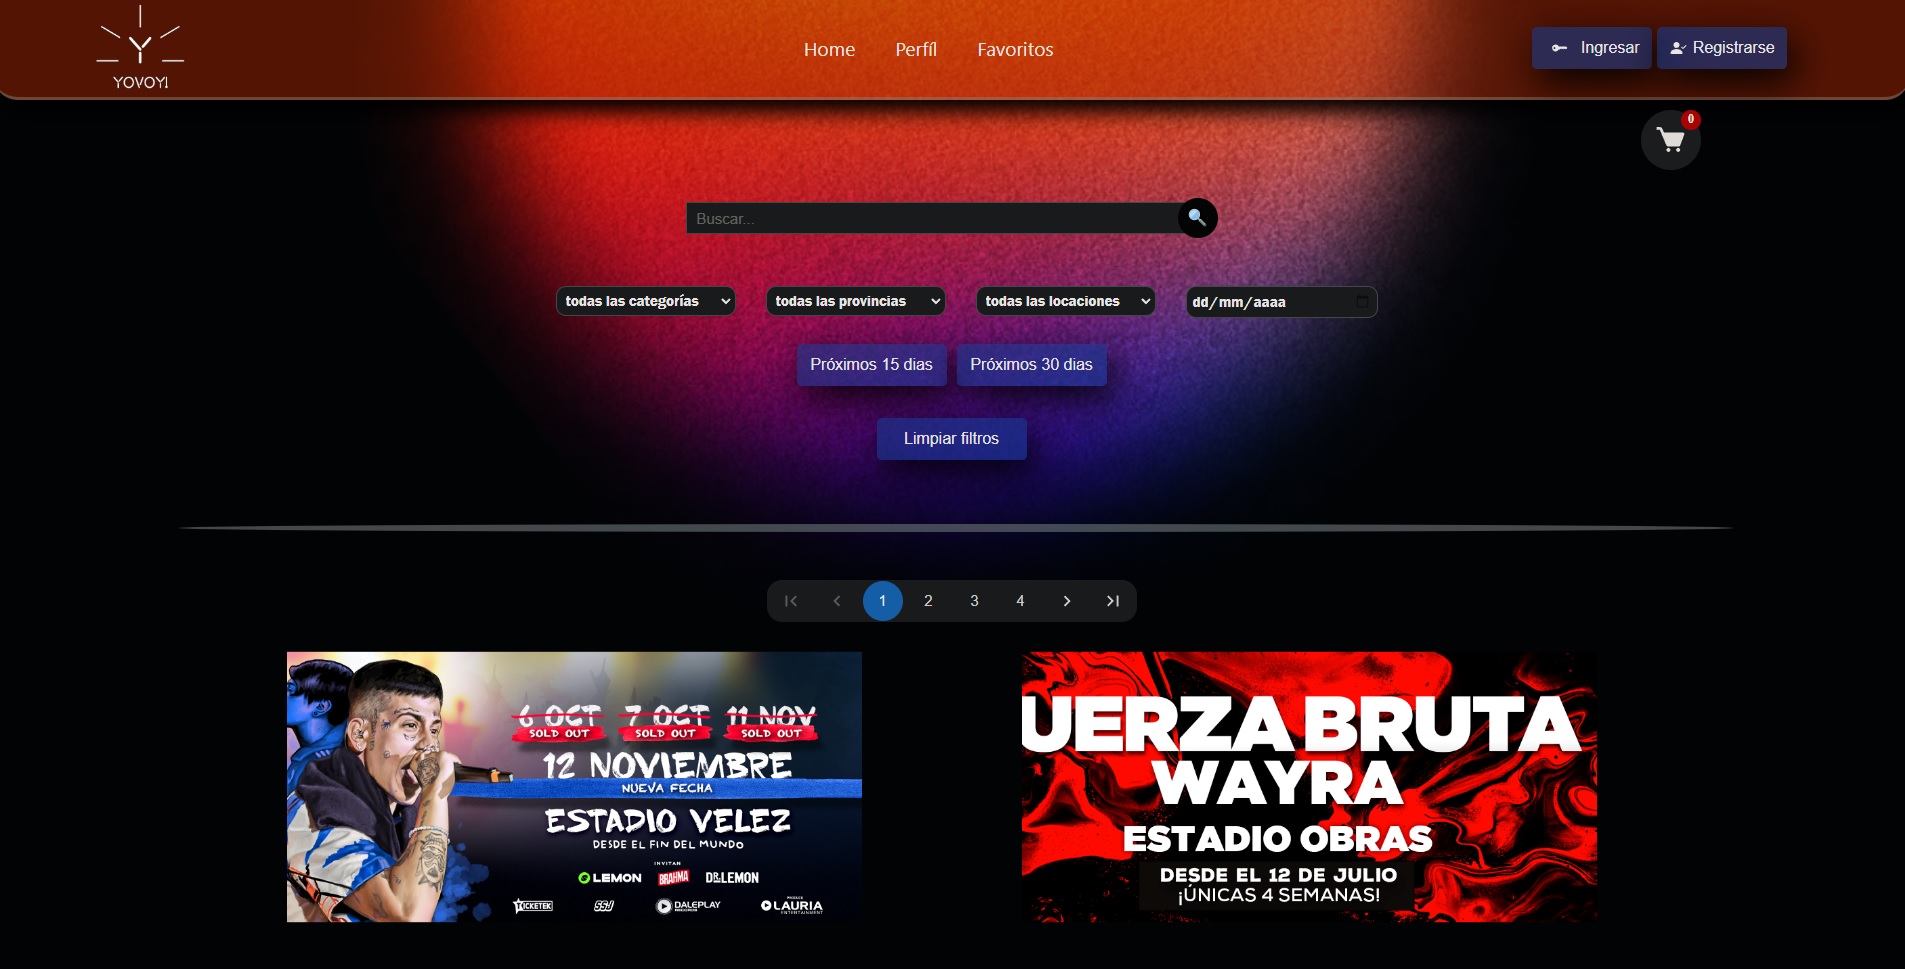 YOVOYI
Home Perfíl Favoritos
Ingresar Registrarse
0
Buscar...
todas las categorías todas las provincias todas las locaciones dd/mm/aaaa
Próximos 15 dias Próximos 30 dias
Limpiar filtros
1 2 3 4
6 OCT 7 OCT 11 NOV
SOLD OUT SOLD OUT SOLD OUT
12 NOVIEMBRE
NUEVA FECHA
ESTADIO VELEZ
DESDE EL FIN DEL MUNDO
INVITAN
LEMON BRAHMA DR.LEMON
TICKETEK DALEPLAY LAURIA
ENTERTAINMENT
UERZA BRUTA
WAYRA
ESTADIO OBRAS
DESDE EL 12 DE JULIO
¡ÚNICAS 4 SEMANAS!